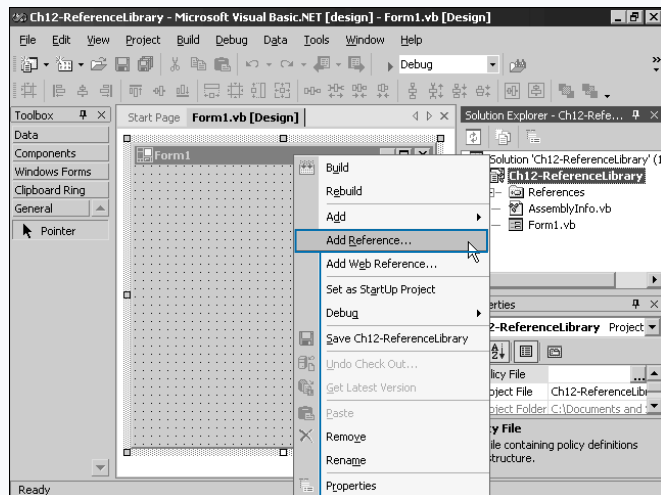 Ch12-ReferenceLibrary - Microsoft Visual Basic.NET [design] - Form1.vb [Design]
File Edit View Project Build Debug Data Tools Window Help
Debug
Toolbox
Data
Components
Windows Forms
Clipboard Ring
General
Pointer
Start Page Form1.vb [Design]
Form1
Build
Rebuild
Add
Add Reference...
Add Web Reference...
Set as StartUp Project
Debug
Save Ch12-ReferenceLibrary
Undo Check Out...
Get Latest Version
Paste
Remove
Rename
Properties
Solution Explorer - Ch12-Refe...
Solution 'Ch12-ReferenceLibrary' (1
Ch12-ReferenceLibrary
References
AssemblyInfo.vb
Form1.vb
erties
2-ReferenceLibrary Project
licy File
...
oject File Ch12-ReferenceLib
oject Folder C:\Documents and
y File
ile containing policy definitions
structure.
Ready